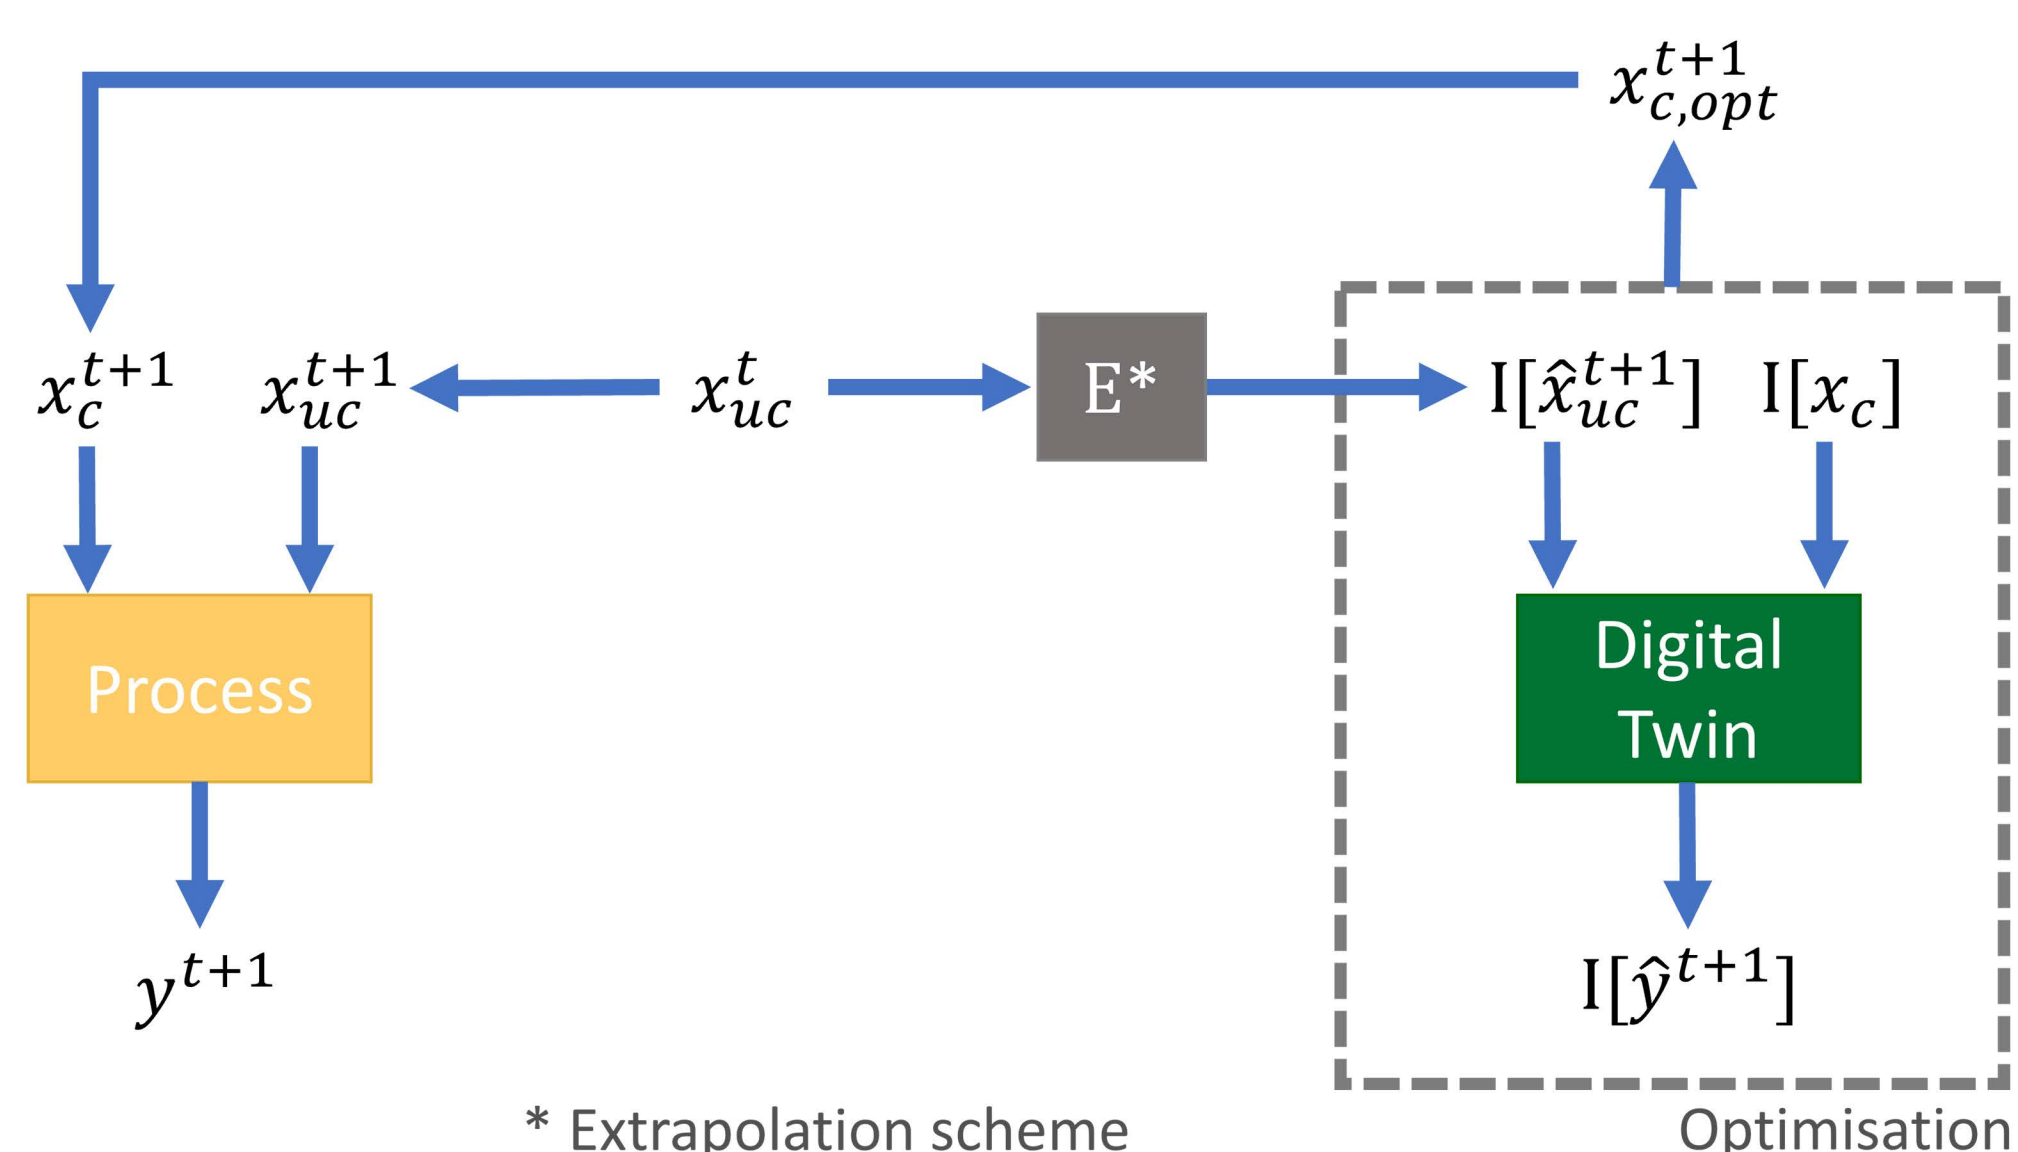 x_{c,opt}^{t+1}
x_c^{t+1} x_{uc}^{t+1} x_{uc}^t E* I[x̂_{uc}^{t+1}] I[x_c]
Process
Digital
Twin
y^{t+1} I[ŷ^{t+1}]
* Extrapolation scheme
Optimisation